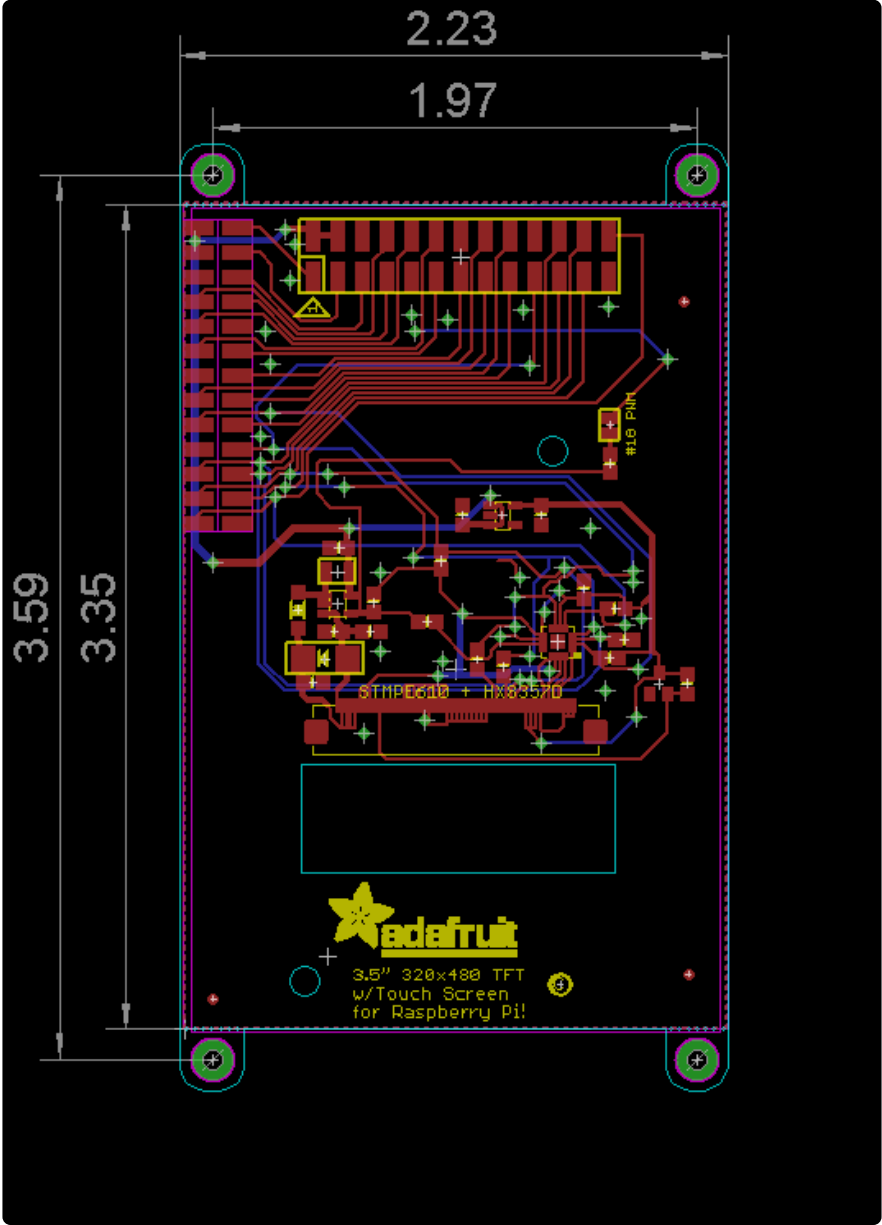 2.23
1.97
3.59
3.35
#18 PWM
STMPE610 + HX8357D
adafruit
3.5" 320x480 TFT
w/Touch Screen
for Raspberry Pi!